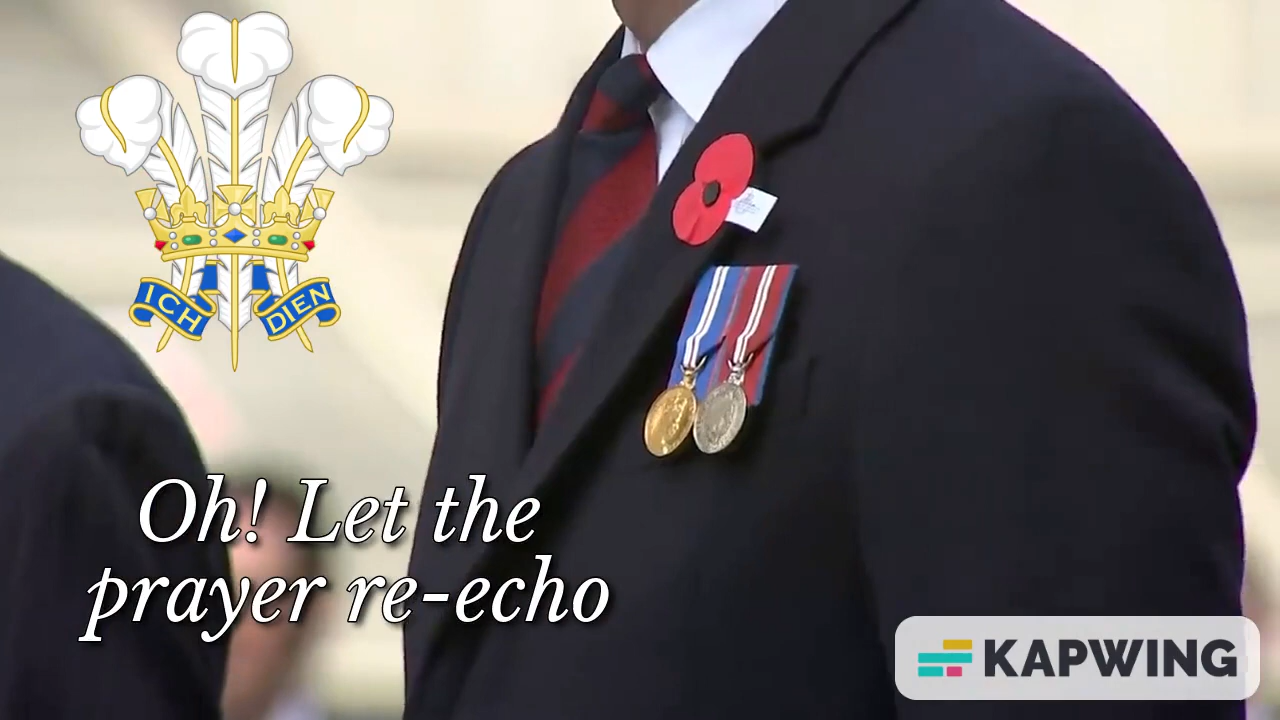 ICH DIEN
Oh! Let the
prayer re-echo
KAPWING